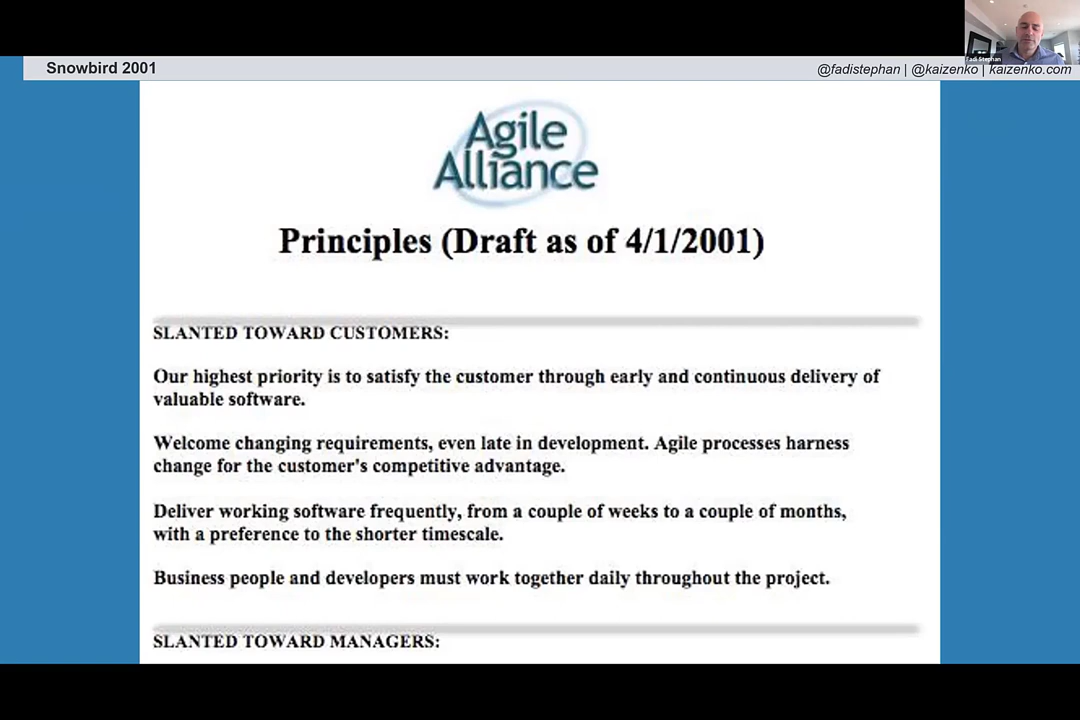 Fadi Stephan
Snowbird 2001
@fadistephan | @kaizenko | kaizenko.com
Agile
Alliance
Principles (Draft as of 4/1/2001)
SLANTED TOWARD CUSTOMERS:
Our highest priority is to satisfy the customer through early and continuous delivery of
valuable software.
Welcome changing requirements, even late in development. Agile processes harness
change for the customer's competitive advantage.
Deliver working software frequently, from a couple of weeks to a couple of months,
with a preference to the shorter timescale.
Business people and developers must work together daily throughout the project.
SLANTED TOWARD MANAGERS: